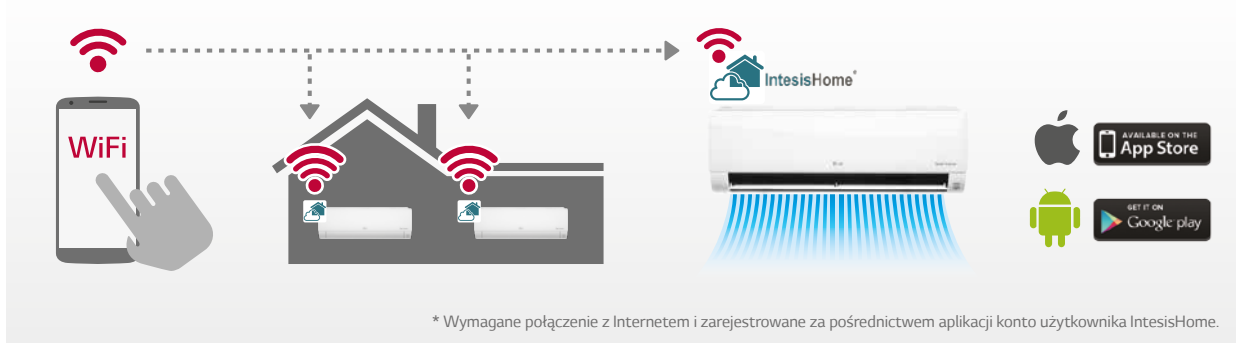 WiFi
IntesisHome®
LG
AVAILABLE ON THE
App Store
GET IT ON
Google play
* Wymagane połączenie z Internetem i zarejestrowane za pośrednictwem aplikacji konto użytkownika IntesisHome.